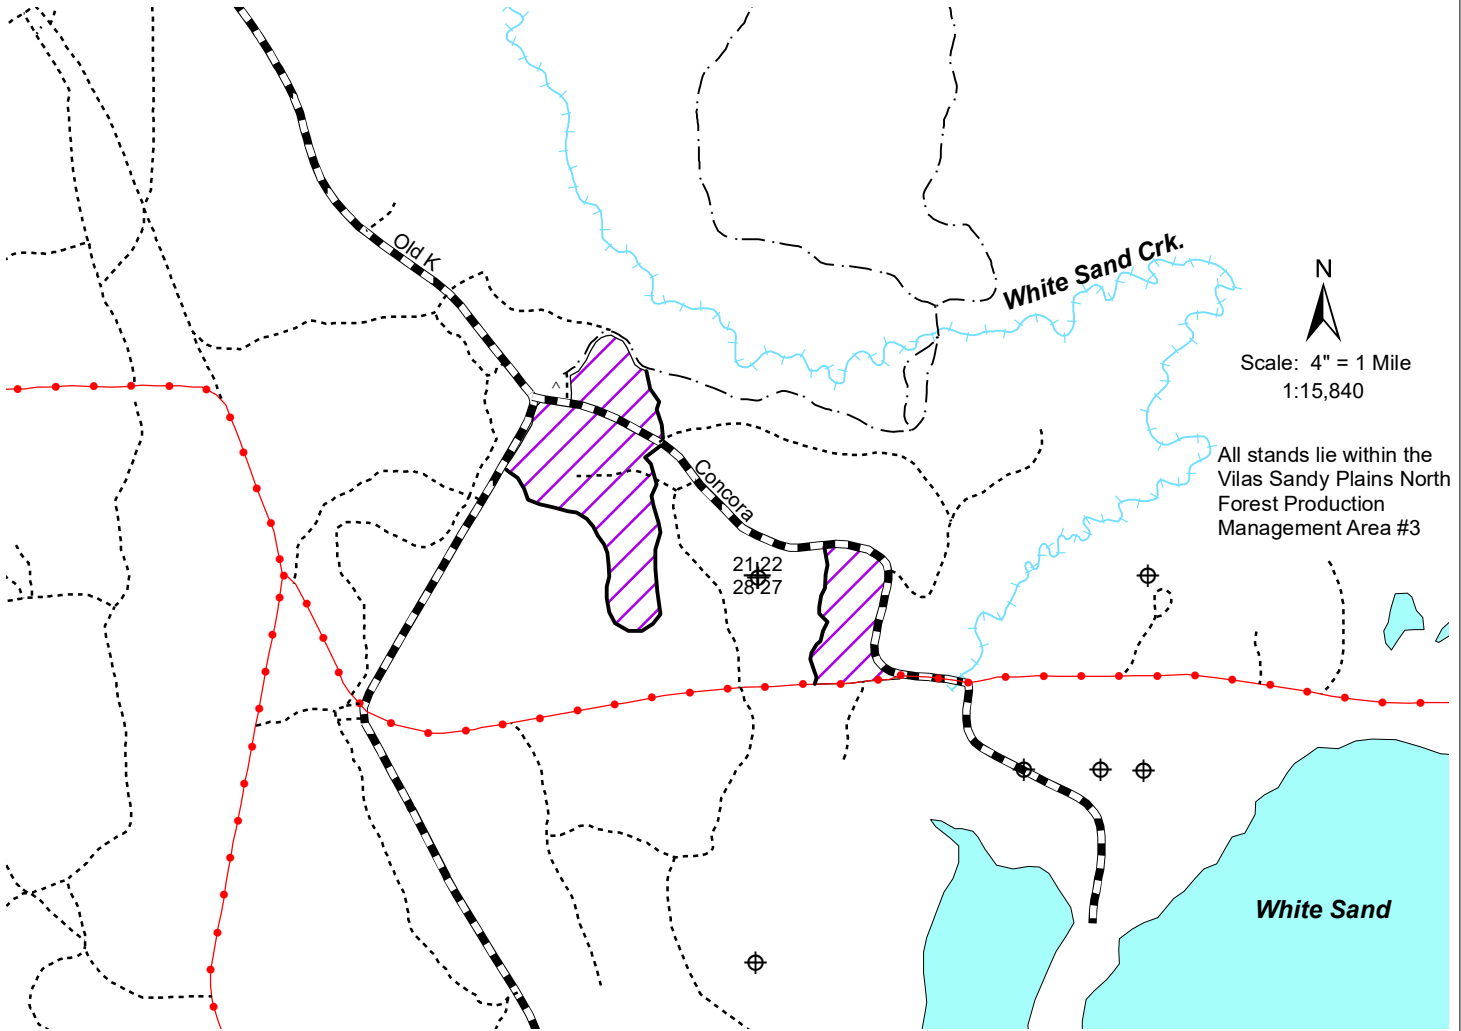 Old K
White Sand Crk.
N
Scale: 4" = 1 Mile
1:15,840
All stands lie within the
Vilas Sandy Plains North
Forest Production
Management Area #3
Concora
21 22
28 27
White Sand